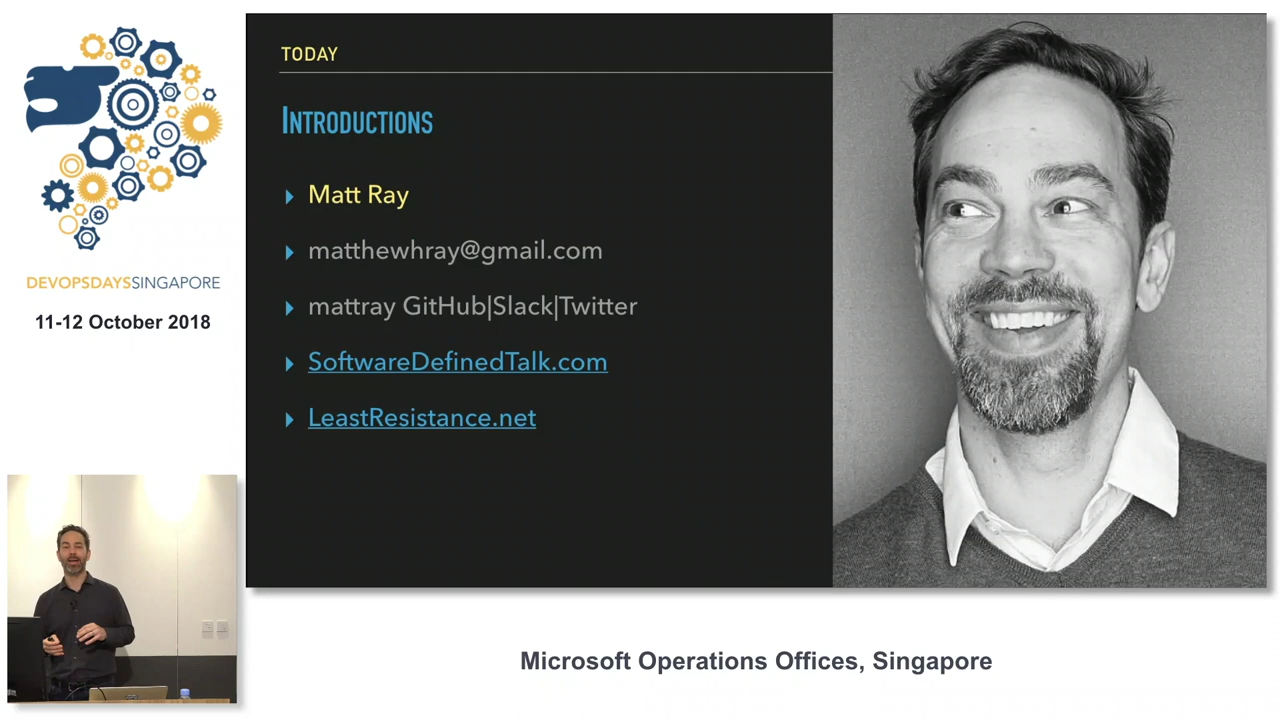 DEVOPSDAYSSINGAPORE
11-12 October 2018
TODAY
INTRODUCTIONS
Matt Ray
matthewhray@gmail.com
mattray GitHub|Slack|Twitter
SoftwareDefinedTalk.com
LeastResistance.net
Microsoft Operations Offices, Singapore